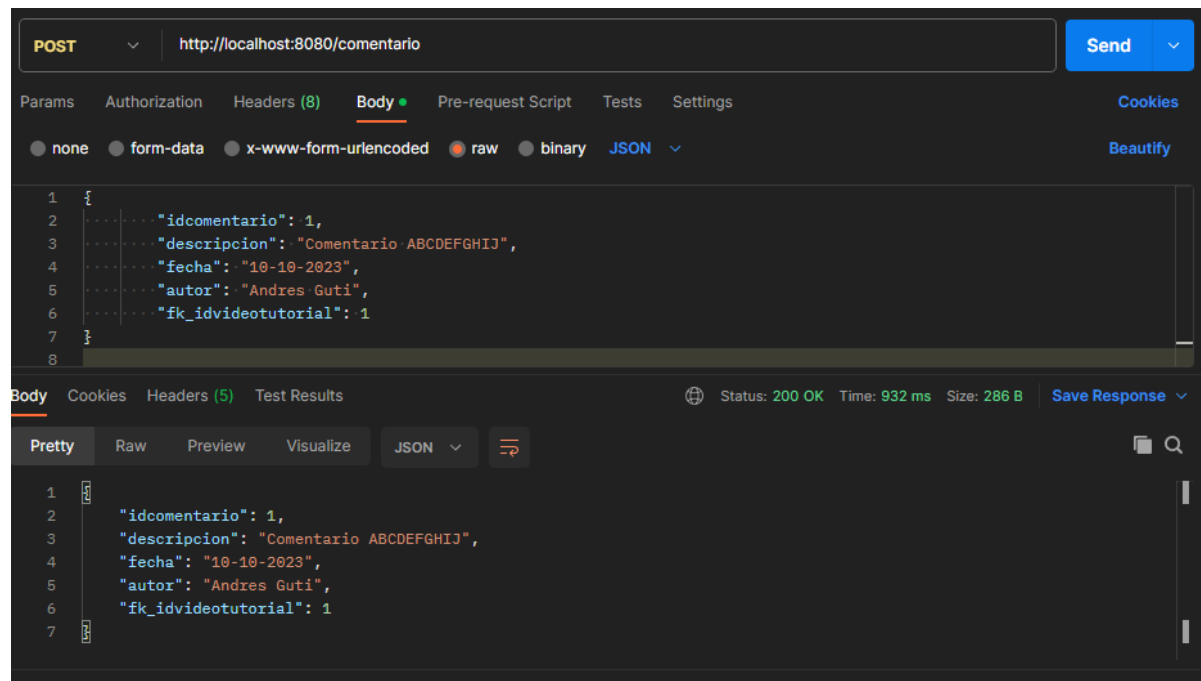 POST http://localhost:8080/comentario Send
Params Authorization Headers (8) Body Pre-request Script Tests Settings Cookies
none form-data x-www-form-urlencoded raw binary JSON Beautify
1 {
2 "idcomentario": 1,
3 "descripcion": "Comentario ABCDEFGHIJ",
4 "fecha": "10-10-2023",
5 "autor": "Andres Guti",
6 "fk_idvideotutorial": 1
7 }
8
Body Cookies Headers (5) Test Results Status: 200 OK Time: 932 ms Size: 286 B Save Response
Pretty Raw Preview Visualize JSON
1 {
2 "idcomentario": 1,
3 "descripcion": "Comentario ABCDEFGHIJ",
4 "fecha": "10-10-2023",
5 "autor": "Andres Guti",
6 "fk_idvideotutorial": 1
7 }